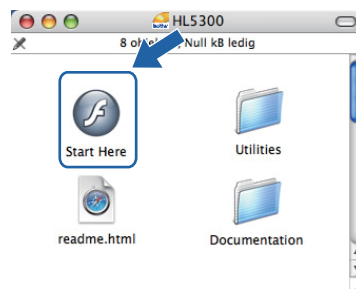 HL5300
8 o Null kB ledig
Start Here
Utilities
readme.html
Documentation